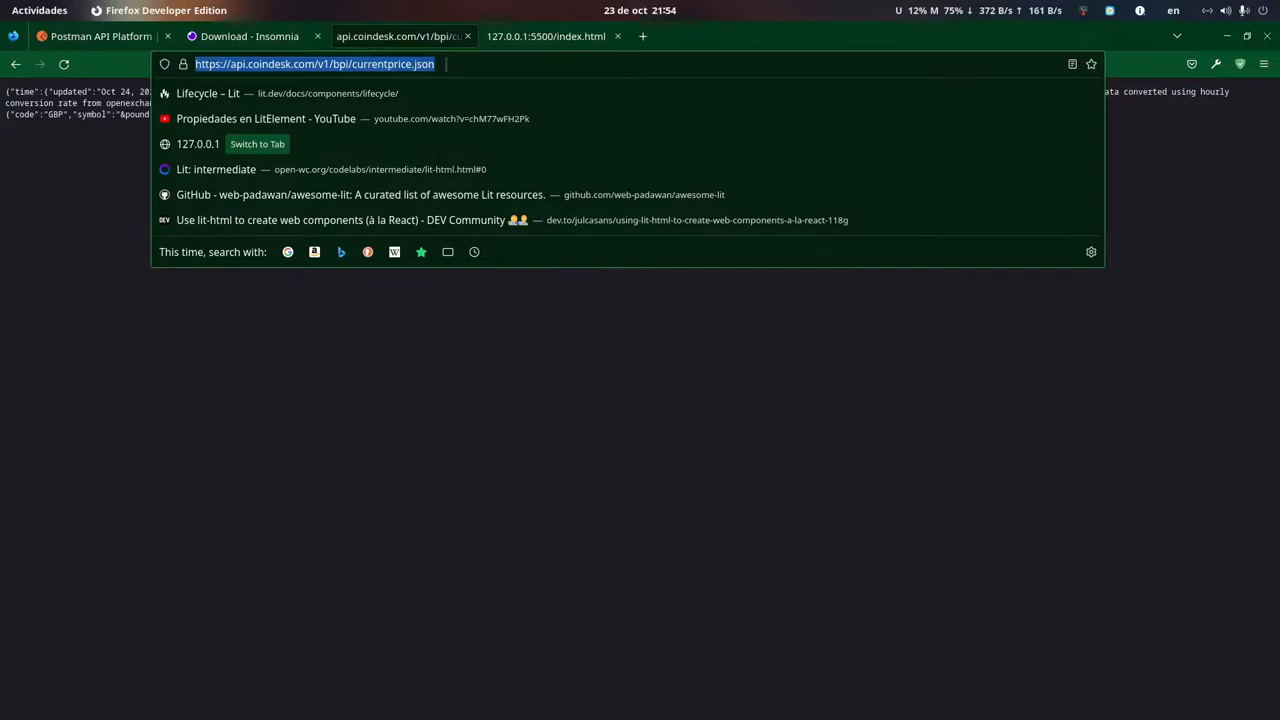 Actividades Firefox Developer Edition 23 de oct 21:54 U 12% M 75% ↓ 372 B/s ↑ 161 B/s en
Postman API Platform Download - Insomnia api.coindesk.com/v1/bpi/cu 127.0.0.1:5500/index.html
https://api.coindesk.com/v1/bpi/currentprice.json
{"time":{"updated":"Oct 24, 20 ata converted using hourly
Lifecycle – Lit — lit.dev/docs/components/lifecycle/
conversion rate from openexchan
{"code":"GBP","symbol":"&pound
Propiedades en LitElement - YouTube — youtube.com/watch?v=chM77wFH2Pk
127.0.0.1 Switch to Tab
Lit: intermediate — open-wc.org/codelabs/intermediate/lit-html.html#0
GitHub - web-padawan/awesome-lit: A curated list of awesome Lit resources. — github.com/web-padawan/awesome-lit
DEV Use lit-html to create web components (à la React) - DEV Community 👩‍💻👨‍💻 — dev.to/julcasans/using-lit-html-to-create-web-components-a-la-react-118g
This time, search with: